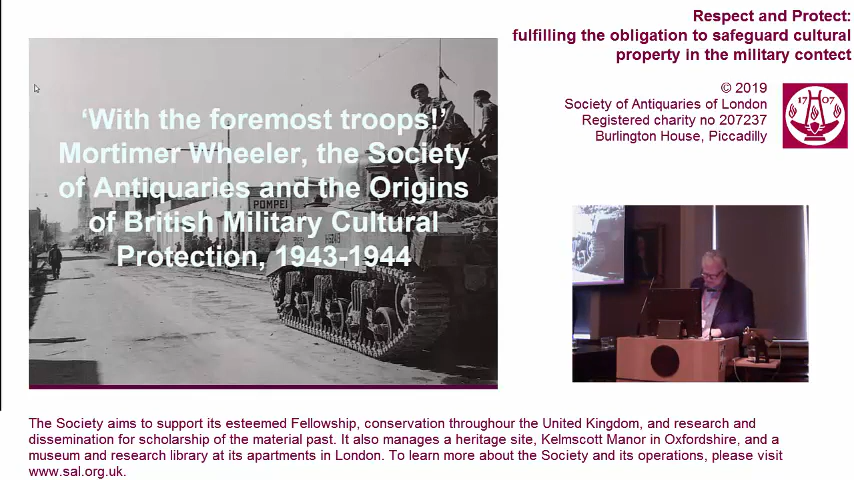 Respect and Protect:
fulfilling the obligation to safeguard cultural
property in the military contect
© 2019
Society of Antiquaries of London
Registered charity no 207237
Burlington House, Piccadilly
17 07
‘With the foremost troops!’
Mortimer Wheeler, the Society
of Antiquaries and the Origins
of British Military Cultural
Protection, 1943-1944
POMPEI
The Society aims to support its esteemed Fellowship, conservation throughour the United Kingdom, and research and
dissemination for scholarship of the material past. It also manages a heritage site, Kelmscott Manor in Oxfordshire, and a
museum and research library at its apartments in London. To learn more about the Society and its operations, please visit
www.sal.org.uk.